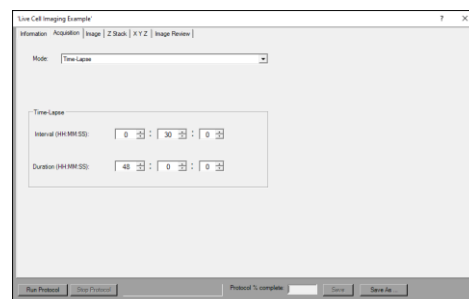 'Live Cell Imaging Example'
Information Acquisition Image Z Stack X Y Z Image Review
Mode: Time-Lapse
Time-Lapse
Interval (HH:MM:SS): 0 : 30 : 0
Duration (HH:MM:SS): 48 : 0 : 0
Run Protocol Stop Protocol Protocol % complete: Save Save As ...